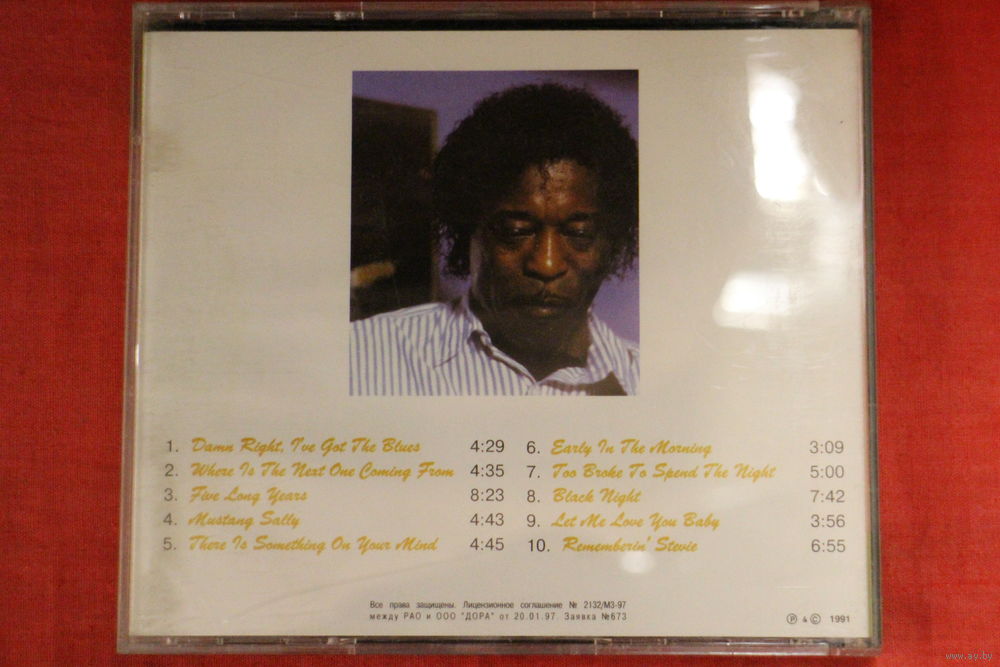 1. Damn Right, I've Got The Blues 4:29
2. Where Is The Next One Coming From 4:35
3. Five Long Years 8:23
4. Mustang Sally 4:43
5. There Is Something On Your Mind 4:45
6. Early In The Morning 3:09
7. Too Broke To Spend The Night 5:00
8. Black Night 7:42
9. Let Me Love You Baby 3:56
10. Rememberin' Stevie 6:55
Все права защищены. Лицензионное соглашение № 2132/МЗ-97
между РАО и ООО "ДОРА" от 20.01.97. Заявка №673
℗ & © 1991
www.ay.by